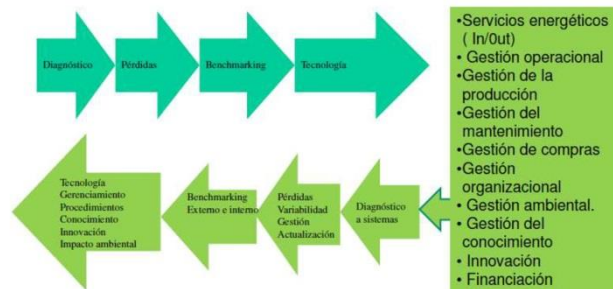 Diagnóstico
Pérdidas
Benchmarking
Tecnología
•Servicios energéticos
( In/0ut)
• Gestión operacional
•Gestión de la
producción
•Gestión del
mantenimiento
•Gestión de compras
•Gestión
organizacional
• Gestión ambiental.
• Gestión del
conocimiento
• Innovación
• Financiación
Tecnología
Gerenciamiento
Procedimientos
Conocimiento
Innovación
Impacto ambiental
Benchmarking
Externo e interno
Pérdidas
Variabilidad
Gestión
Actualización
Diagnóstico
a sistemas